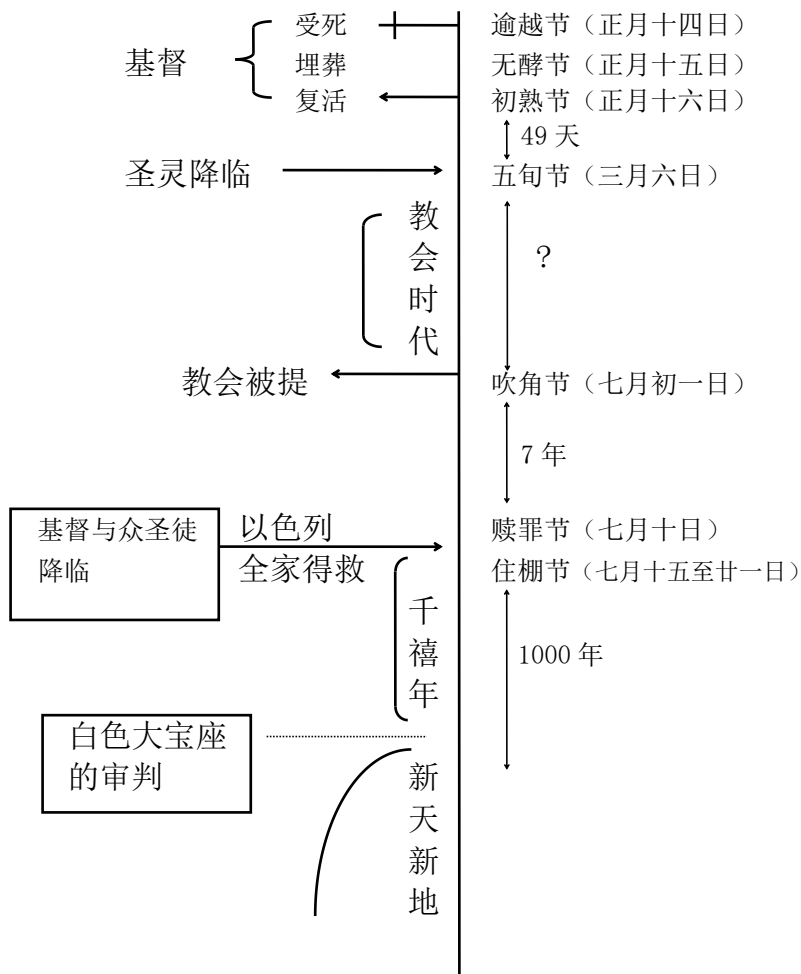 受死 逾越节（正月十四日）
基督 埋葬 无酵节（正月十五日）
复活 初熟节（正月十六日）
49 天
圣灵降临 五旬节（三月六日）
教会时代
?
教会被提 吹角节（七月初一日）
7 年
基督与众圣徒
降临
以色列
全家得救
赎罪节（七月十日）
住棚节（七月十五至廿一日）
千禧年
1000 年
白色大宝座
的审判
新天新地